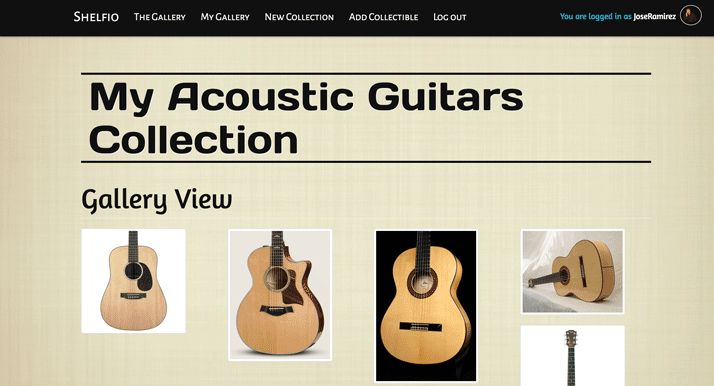 Shelfio The Gallery My Gallery New Collection Add Collectible Log out You are logged in as JoseRamirez
My Acoustic Guitars
Collection
Gallery View